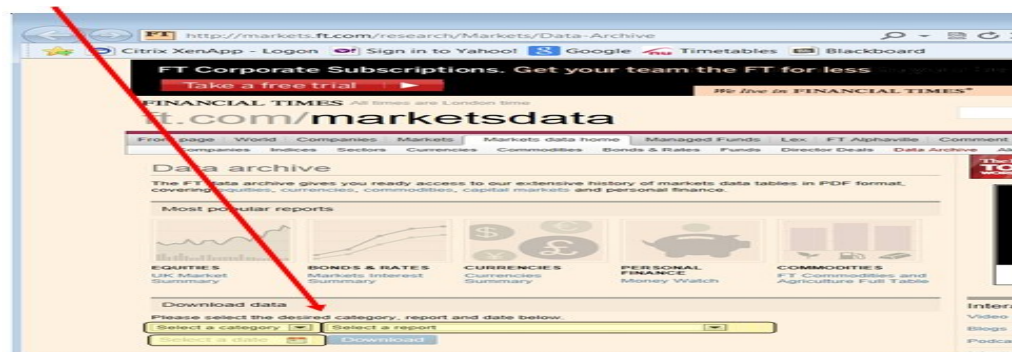 FT http://markets.ft.com/research/Markets/Data-Archive
Citrix XenApp - Logon Sign in to Yahoo! Google nu Timetables Blackboard
FT Corporate Subscriptions. Get your team the FT for less
Take a free trial
We live in FINANCIAL TIMES®
FINANCIAL TIMES All times are London time
ft.com/marketsdata
Front page World Companies Markets Markets data home Managed Funds Lex FT Alphaville Comment
Companies Indices Sectors Currencies Commodities Bonds & Rates Funds Director Deals Data Archive
Data archive
The FT data archive gives you ready access to our extensive history of markets data tables in PDF format,
covering equities, currencies, commodities, capital markets and personal finance.
Most popular reports
EQUITIES
UK Market
Summary
BONDS & RATES
Markets Interest
Summary
CURRENCIES
Currencies
Summary
PERSONAL
FINANCE
Money Watch
COMMODITIES
FT Commodities and
Agriculture Full Table
Download data
Please select the desired category, report and date below.
Select a category Select a report
Select a date Download
Video
Blogs